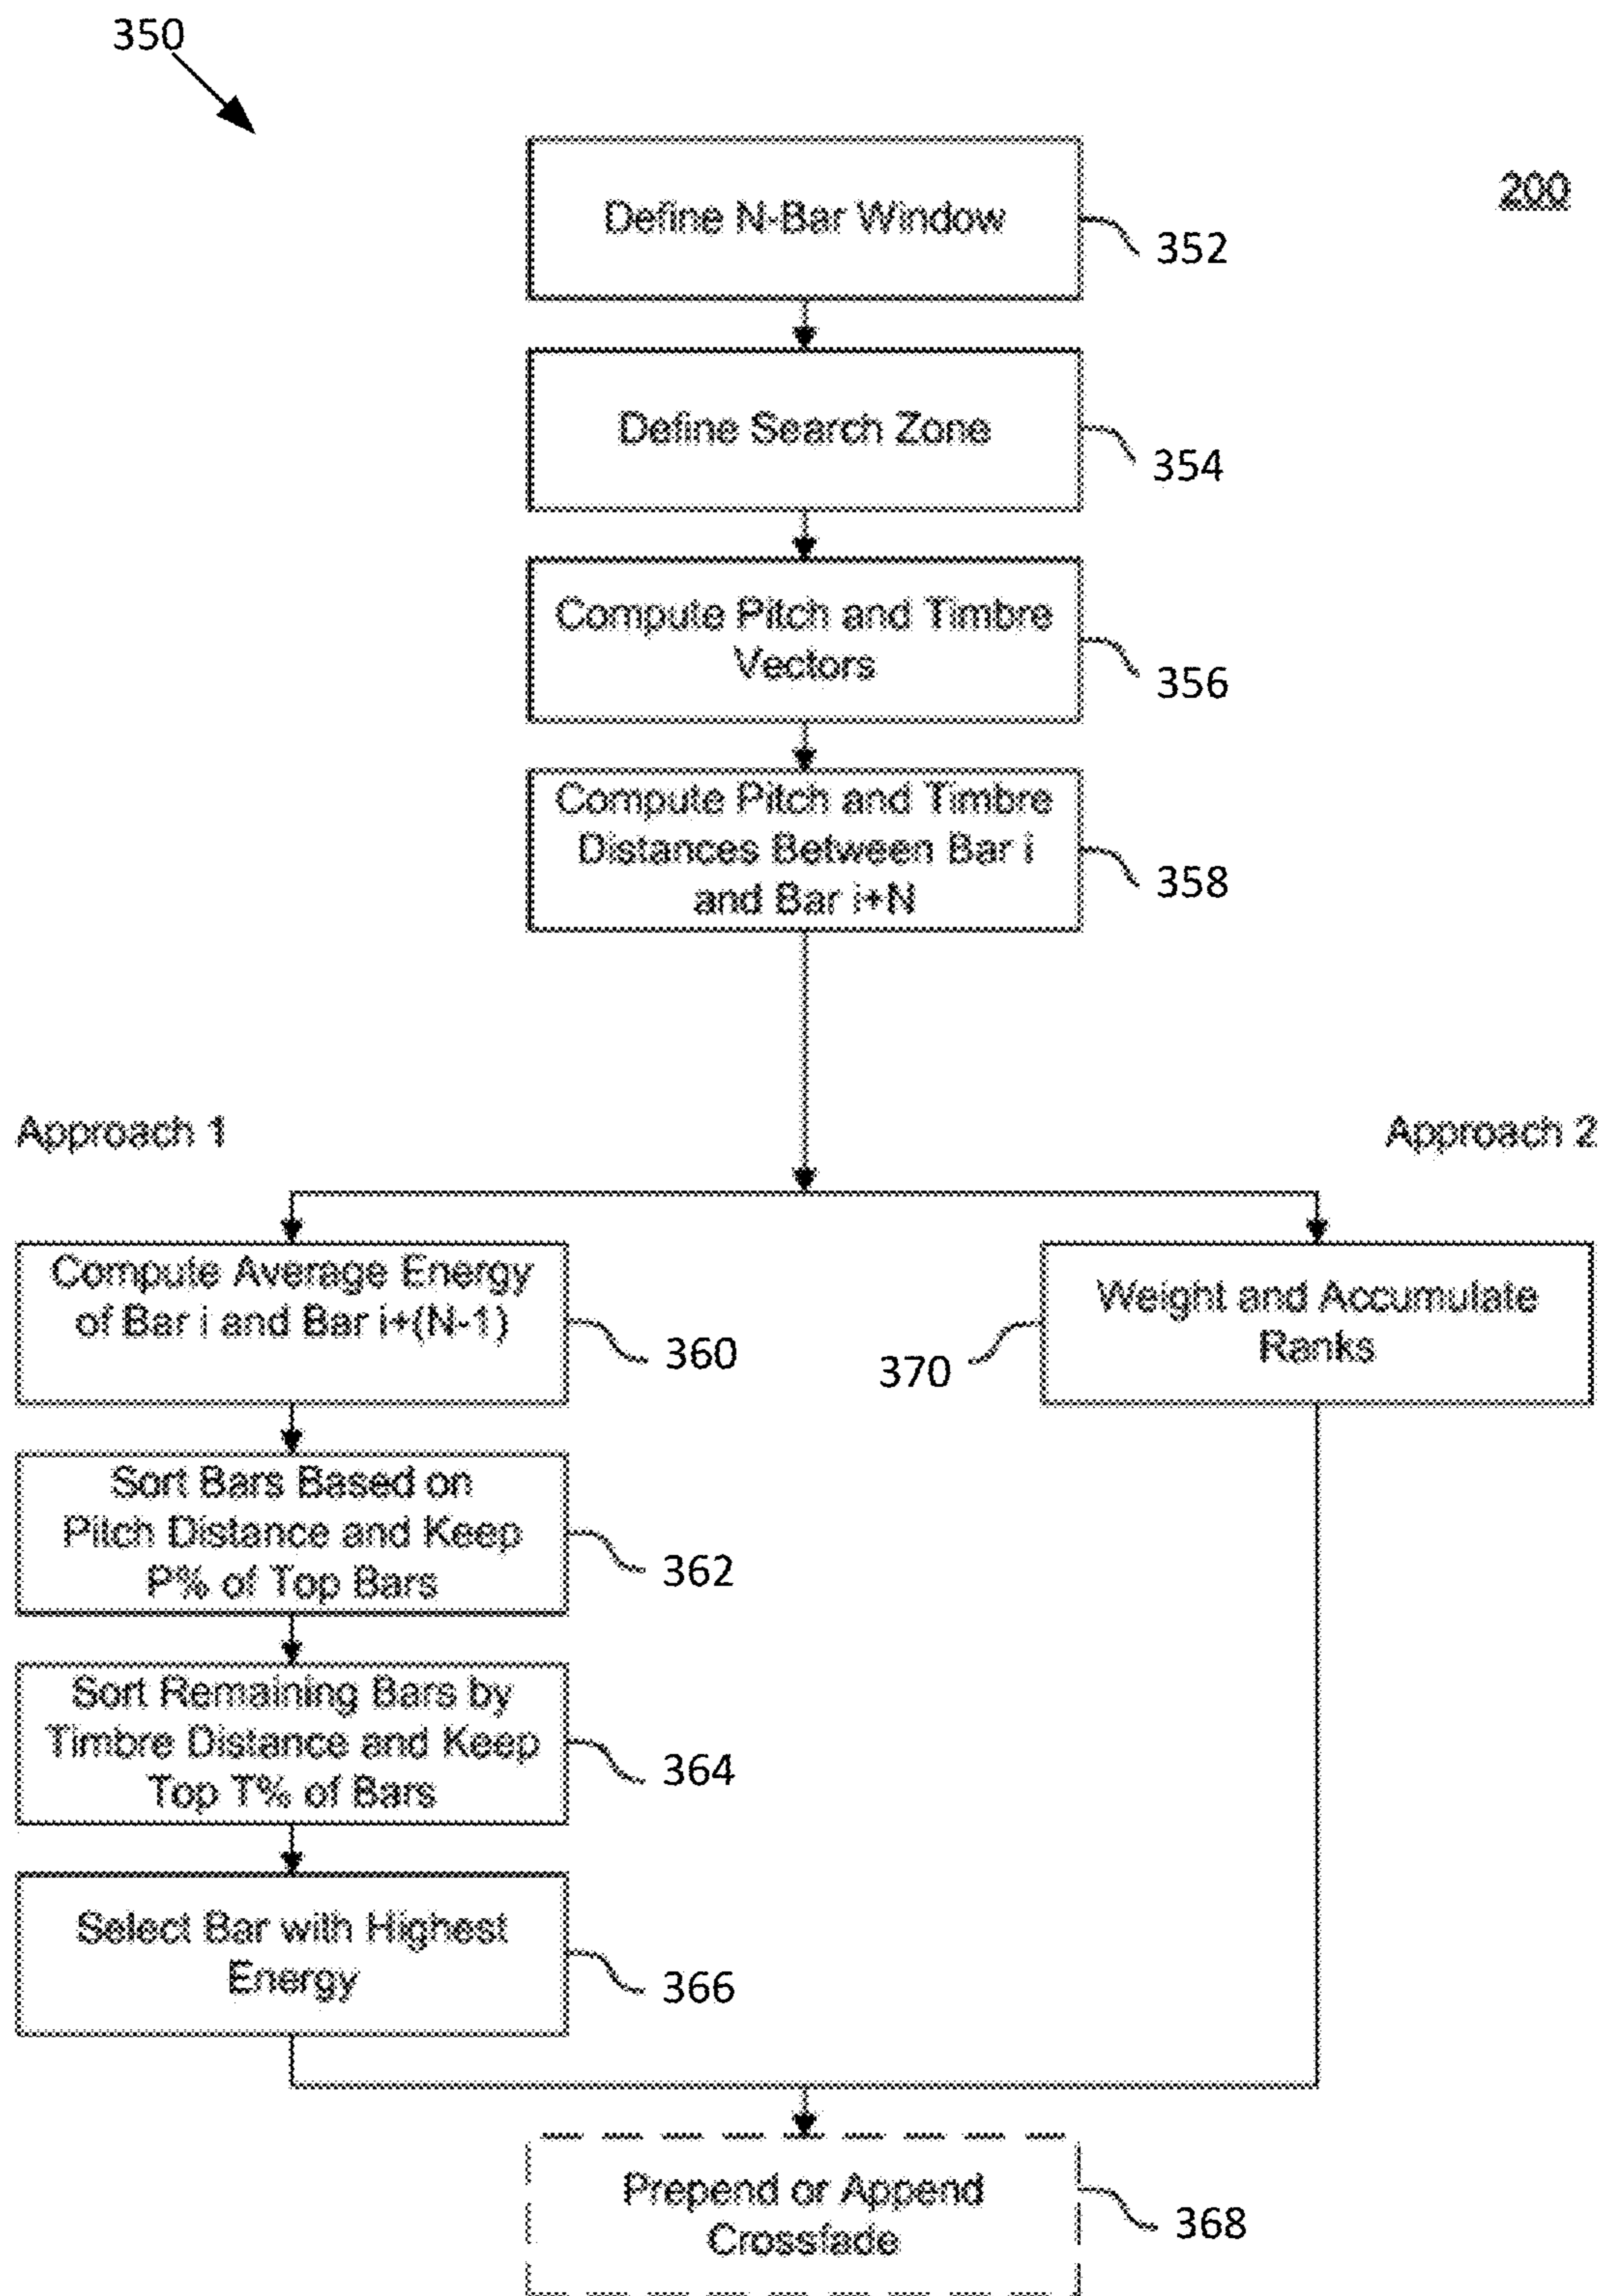 350
200
Define N-Bar Window
352
Define Search Zone
354
Compute Pitch and Timbre
Vectors
356
Compute Pitch and Timbre
Distances Between Bar i
and Bar i+N
358
Approach 1
Approach 2
Compute Average Energy
of Bar i and Bar i+(N-1)
360
Weight and Accumulate
Ranks
370
Sort Bars Based on
Pitch Distance and Keep
P% of Top Bars
362
Sort Remaining Bars by
Timbre Distance and Keep
Top T% of Bars
364
Select Bar with Highest
Energy
366
Prepend or Append
Crossfade
368